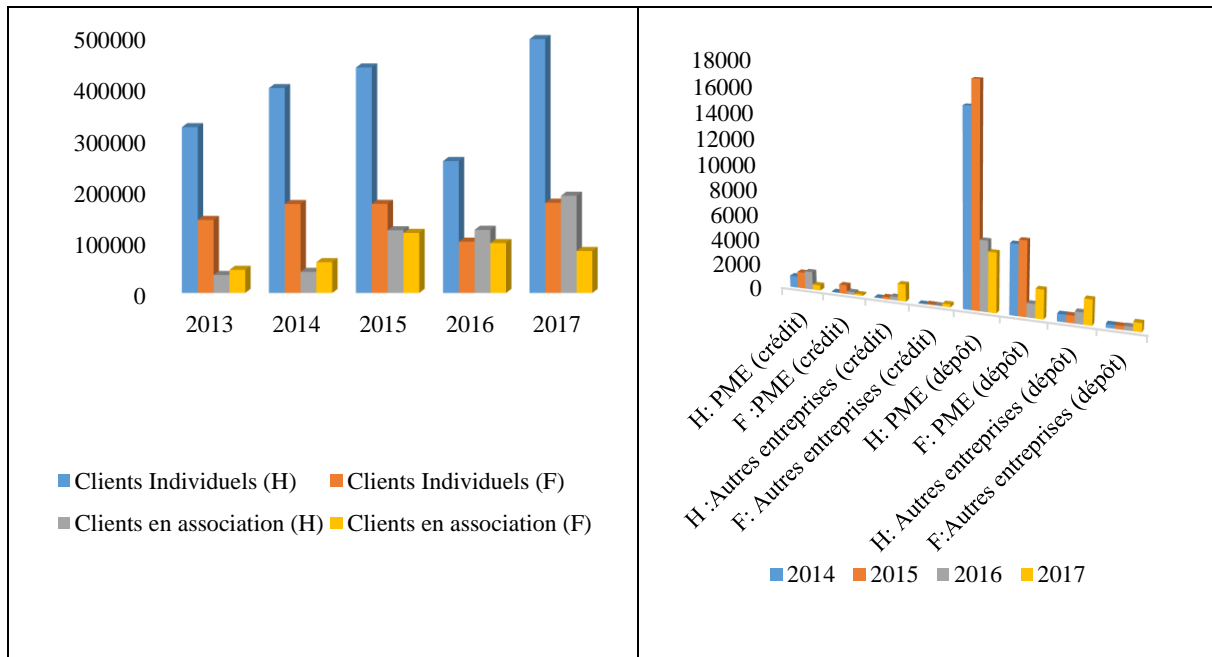 500000
400000
300000
200000
100000
0
2013 2014 2015 2016 2017
Clients Individuels (H) Clients Individuels (F)
Clients en association (H) Clients en association (F)
18000
16000
14000
12000
10000
8000
6000
4000
2000
0
H: PME (crédit)
F :PME (crédit)
H :Autres entreprises (crédit)
F: Autres entreprises (crédit)
H: PME (dépôt)
F: PME (dépôt)
H: Autres entreprises (dépôt)
F:Autres entreprises (dépôt)
2014 2015 2016 2017